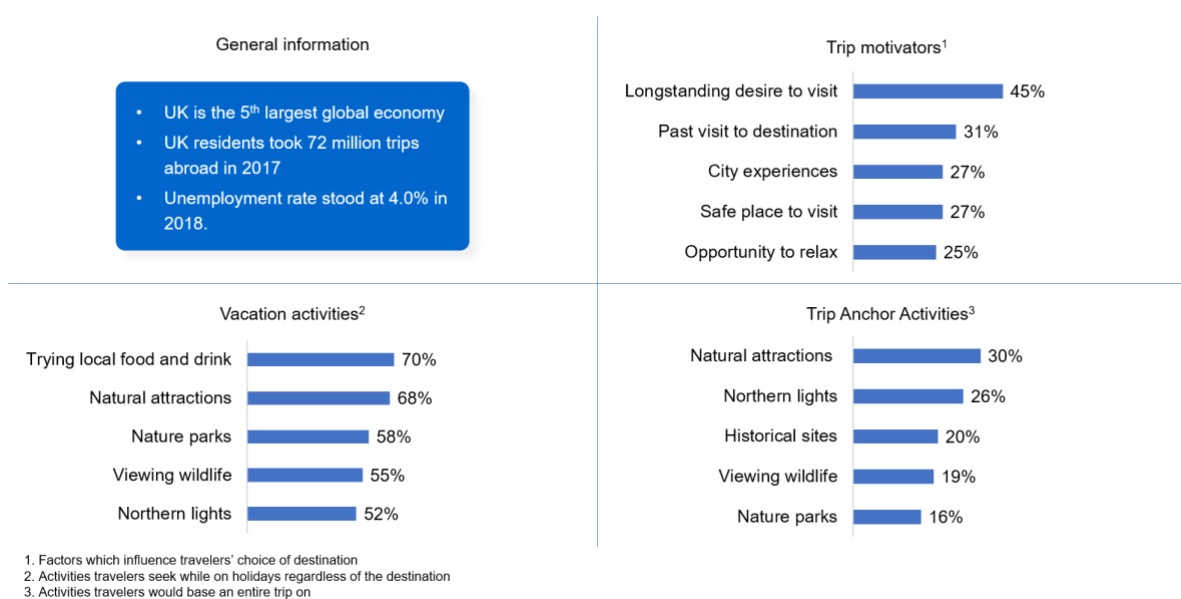 General information
• UK is the 5th largest global economy
• UK residents took 72 million trips
abroad in 2017
• Unemployment rate stood at 4.0% in
2018.
Trip motivators1
Longstanding desire to visit 45%
Past visit to destination 31%
City experiences 27%
Safe place to visit 27%
Opportunity to relax 25%
Vacation activities2
Trying local food and drink 70%
Natural attractions 68%
Nature parks 58%
Viewing wildlife 55%
Northern lights 52%
Trip Anchor Activities3
Natural attractions 30%
Northern lights 26%
Historical sites 20%
Viewing wildlife 19%
Nature parks 16%
1. Factors which influence travelers’ choice of destination
2. Activities travelers seek while on holidays regardless of the destination
3. Activities travelers would base an entire trip on